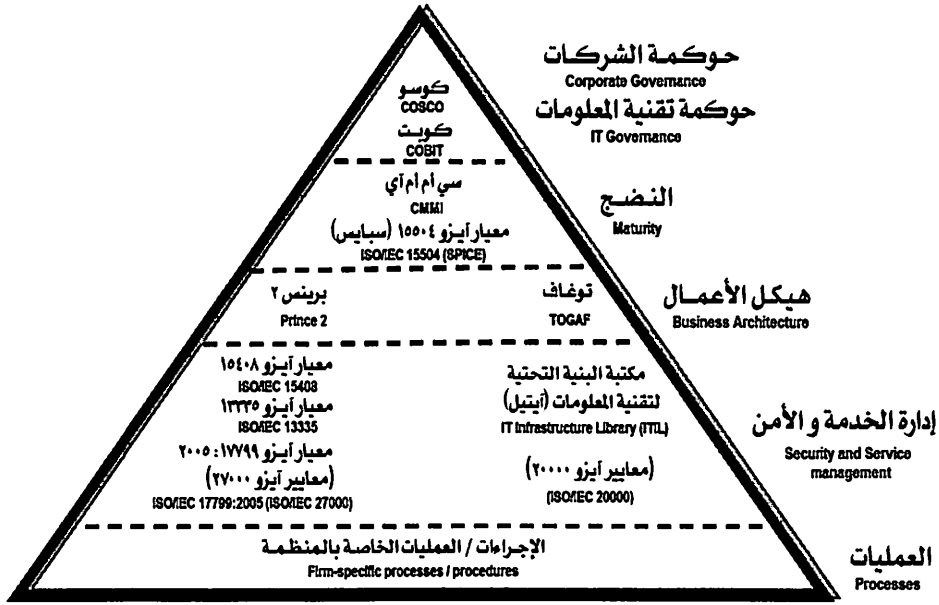 حوكمة الشركات
Corporate Governance
كوسو
COSCO
حوكمة تقنية المعلومات
IT Governance
كوبت
COBIT
سي أم أم آي
CMMI
النضج
Maturity
معيار آيزو ١٥٥٠٤ (سبايس)
ISO/IEC 15504 (SPICE)
برينس ٢
Prince 2
توغاف
TOGAF
هيكل الأعمال
Business Architecture
معيار آيزو ١٥٤٠٨
ISO/IEC 15408
معيار آيزو ١٣٣٣٥
ISO/IEC 13335
معيار آيزو ١٧٧٩٩: ٢٠٠٥
(معايير آيزو ٢٧٠٠٠)
ISO/IEC 17799:2005 (ISO/IEC 27000)
مكتبة البنية التحتية
لتقنية المعلومات (آيتيل)
IT Infrastructure Library (ITIL)
(معايير آيزو ٢٠٠٠٠)
(ISO/IEC 20000)
إدارة الخدمة و الأمن
Security and Service
management
الإجراءات / العمليات الخاصة بالمنظمة
Firm-specific processes / procedures
العمليات
Processes